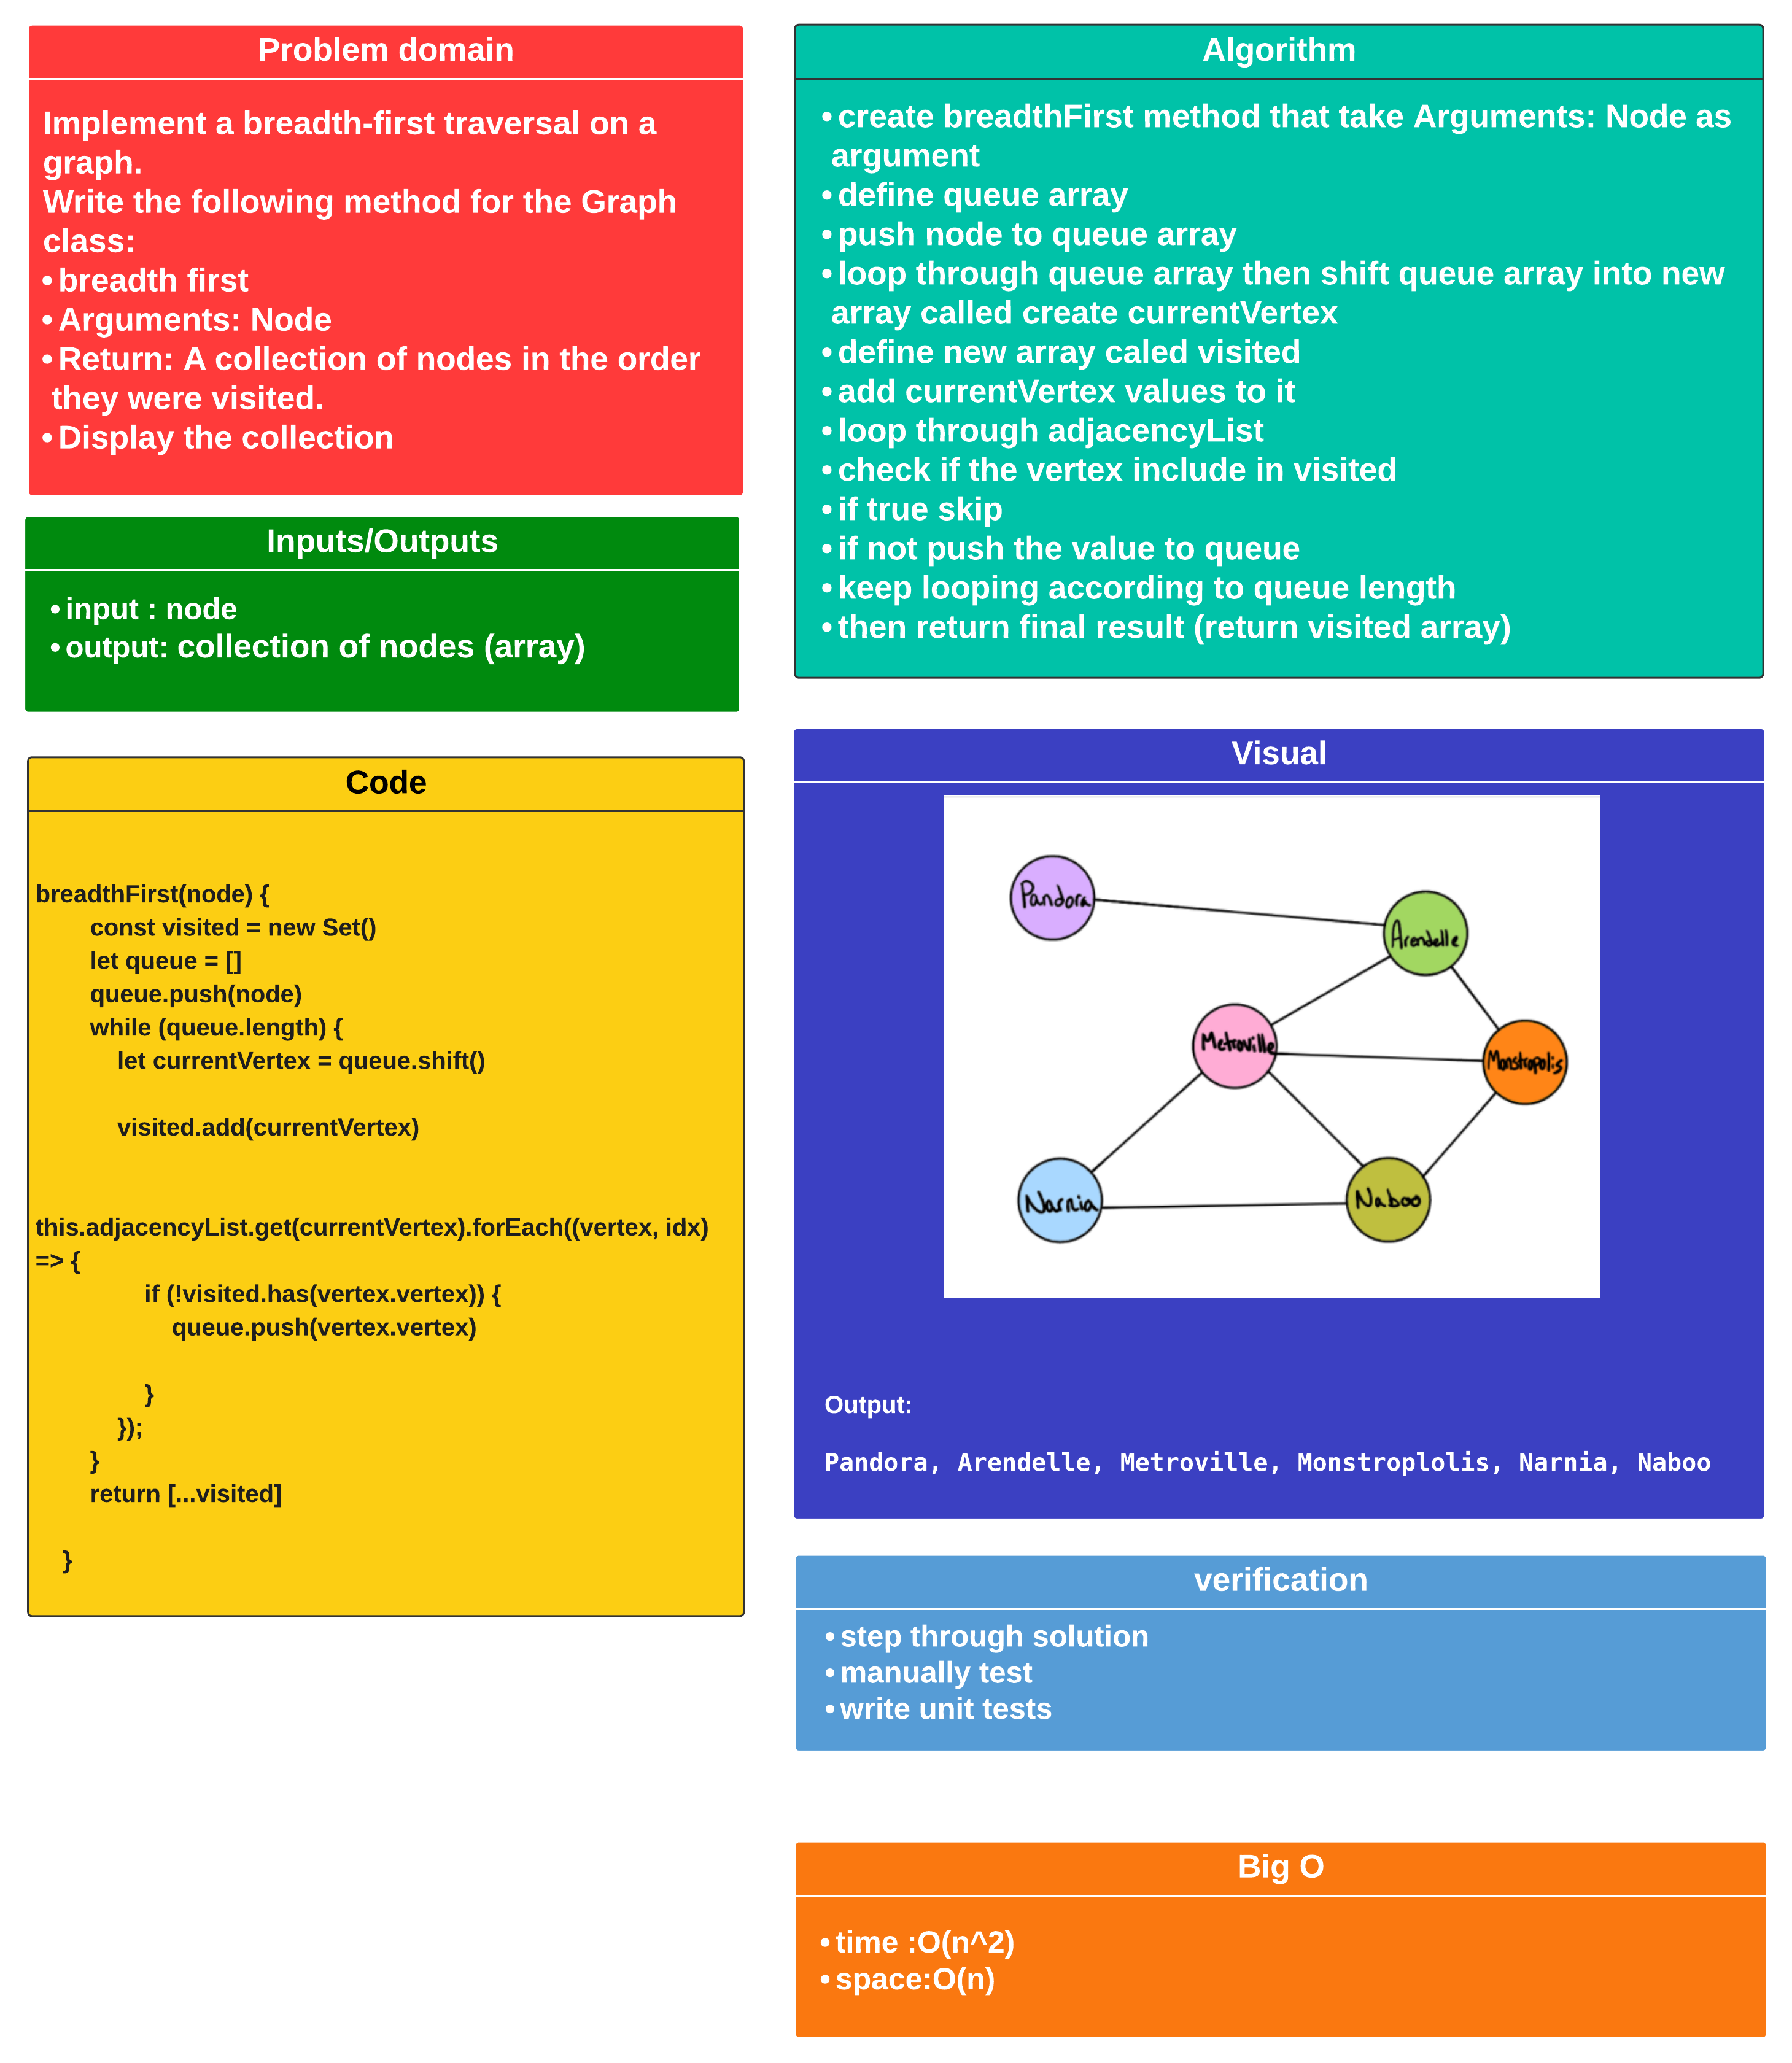 Problem domain
Implement a breadth-first traversal on a
graph.
Write the following method for the Graph
class:
• breadth first
• Arguments: Node
• Return: A collection of nodes in the order
they were visited.
• Display the collection
Inputs/Outputs
• input : node
• output: collection of nodes (array)
Code
breadthFirst(node) {
const visited = new Set()
let queue = []
queue.push(node)
while (queue.length) {
let currentVertex = queue.shift()
visited.add(currentVertex)
this.adjacencyList.get(currentVertex).forEach((vertex, idx)
=> {
if (!visited.has(vertex.vertex)) {
queue.push(vertex.vertex)
}
});
}
return [...visited]
}
Algorithm
• create breadthFirst method that take Arguments: Node as
argument
• define queue array
• push node to queue array
• loop through queue array then shift queue array into new
array called create currentVertex
• define new array caled visited
• add currentVertex values to it
• loop through adjacencyList
• check if the vertex include in visited
• if true skip
• if not push the value to queue
• keep looping according to queue length
• then return final result (return visited array)
Visual
Pandora
Arendelle
Metroville
Monstropolis
Narnia
Naboo
Output:
Pandora, Arendelle, Metroville, Monstroplolis, Narnia, Naboo
verification
• step through solution
• manually test
• write unit tests
Big O
• time :O(n^2)
• space:O(n)